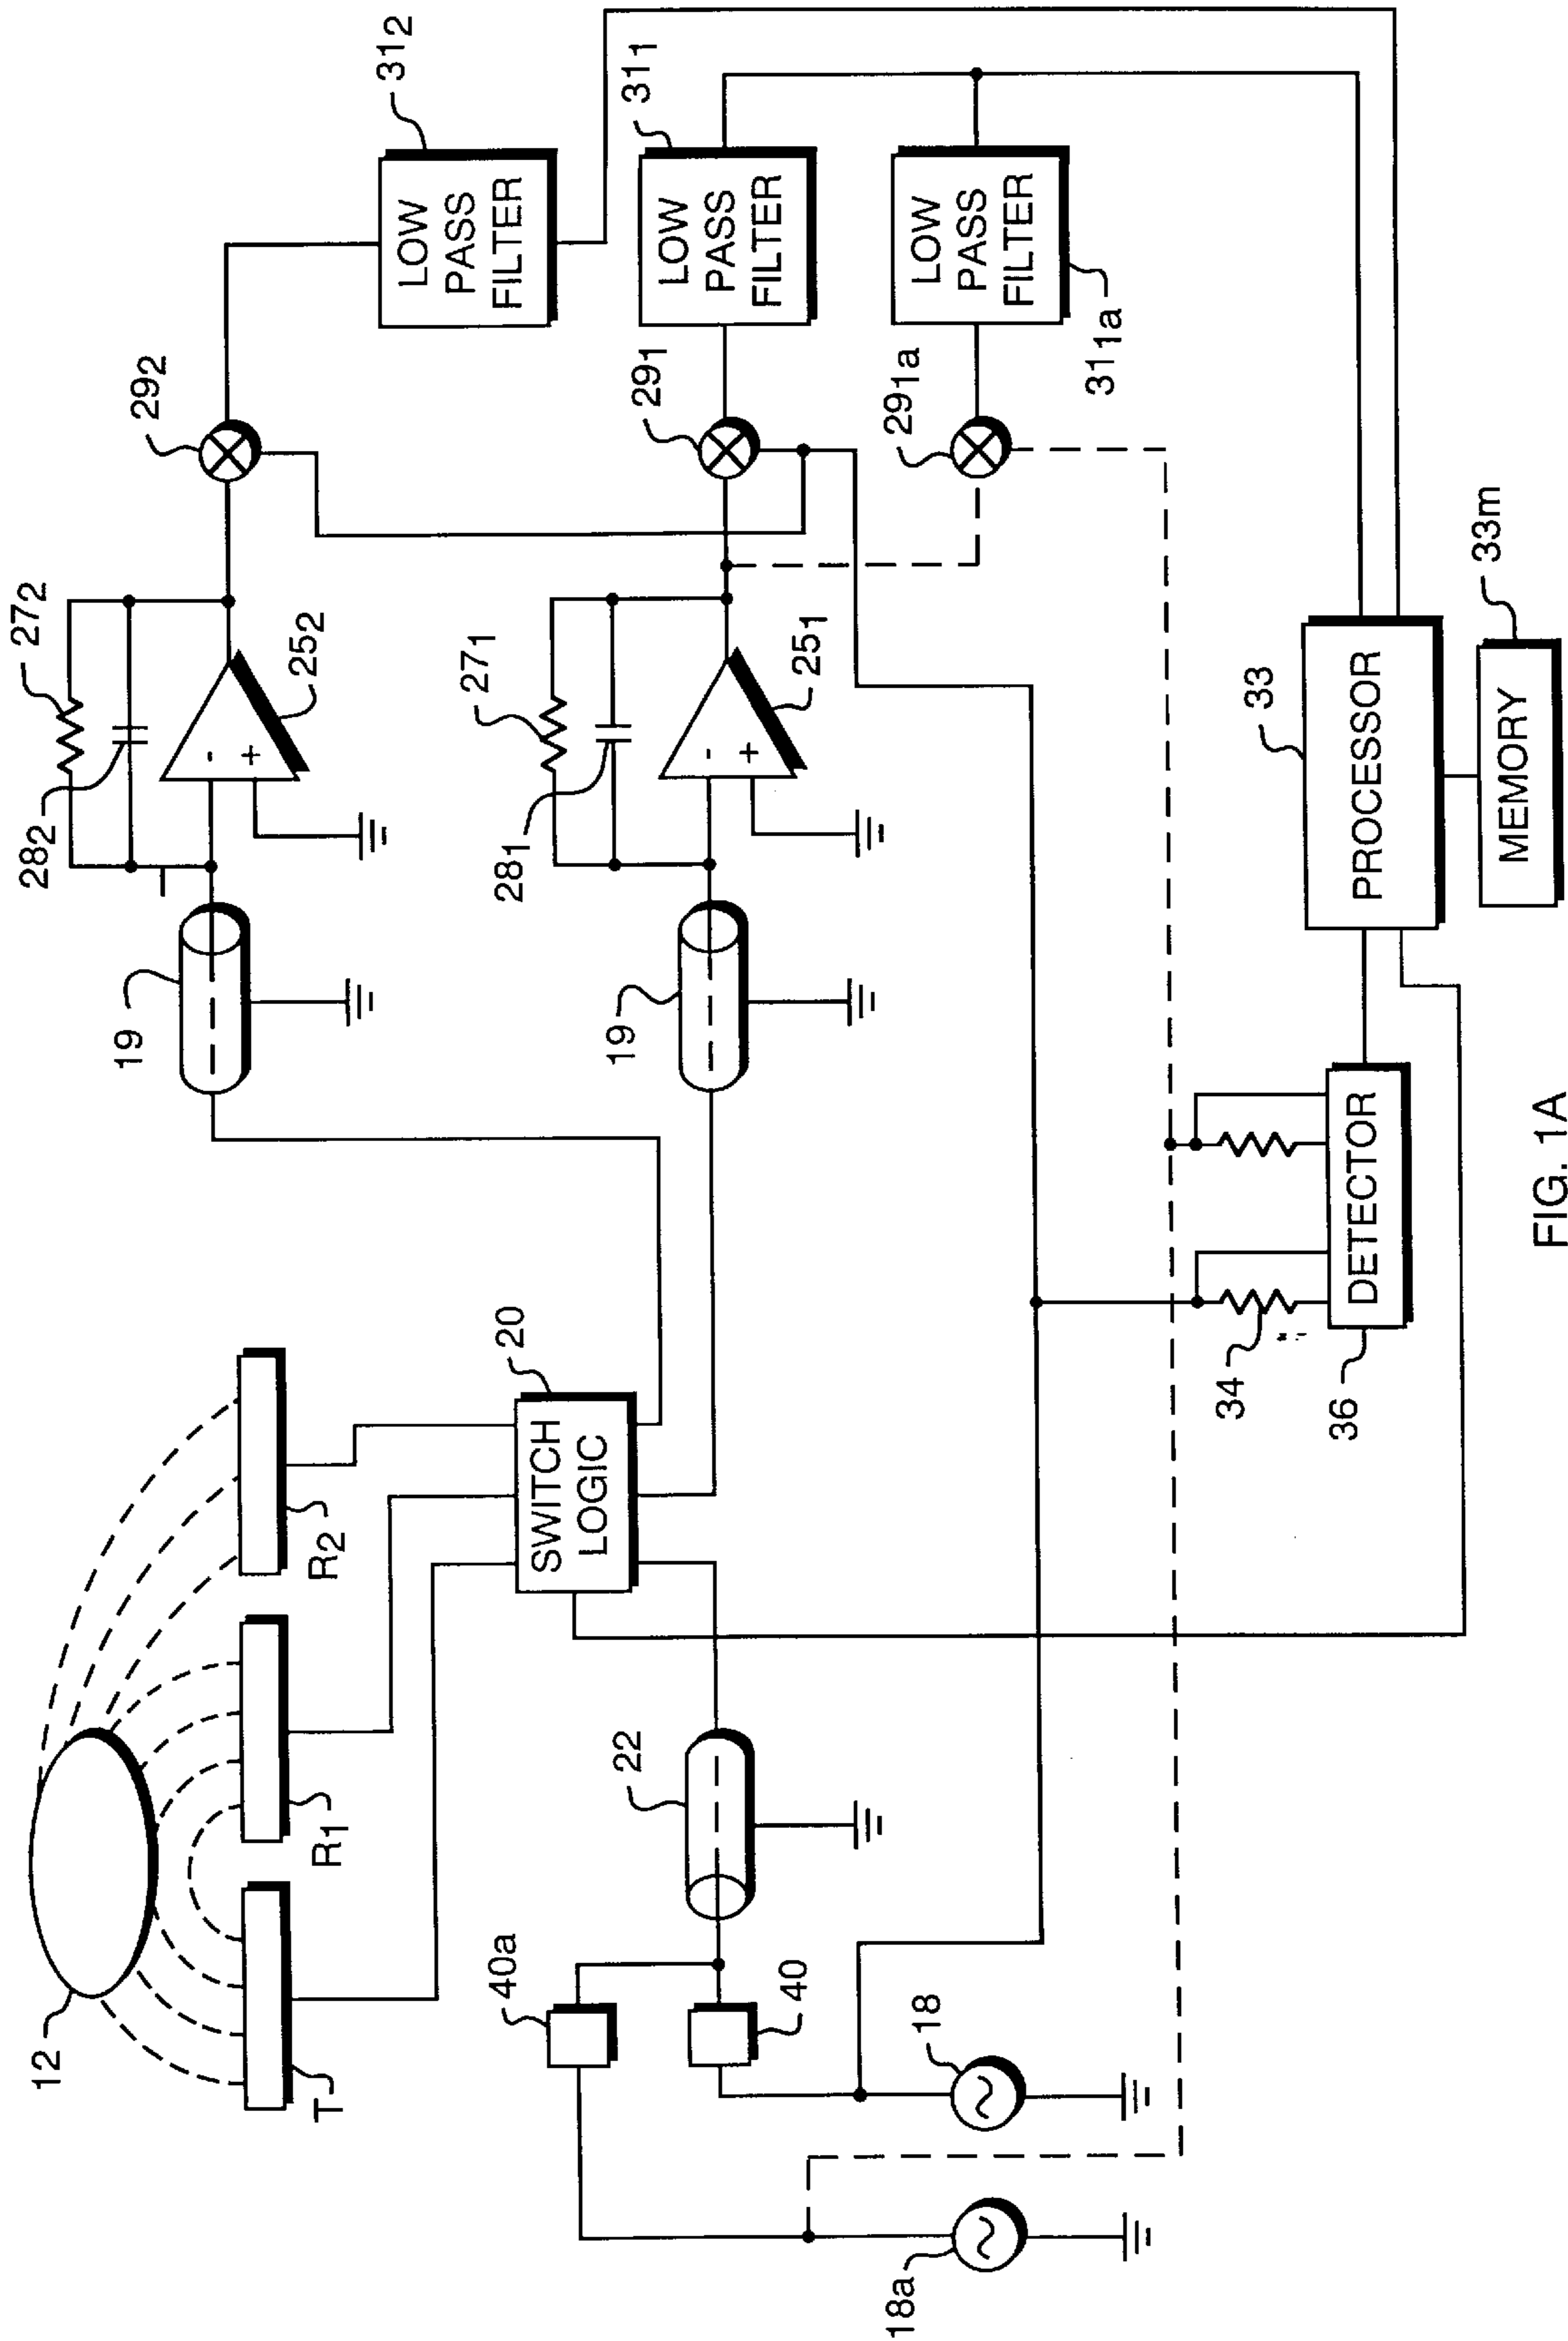 12
T
R1
R2
SWITCH
LOGIC
20
18a
18
40a
40
22
19
19
282
272
252
281
271
251
292
291
291a
LOW
PASS
FILTER
312
LOW
PASS
FILTER
311
LOW
PASS
FILTER
311a
34
36
DETECTOR
33
PROCESSOR
MEMORY
33m
-
+
-
+
FIG. 1A